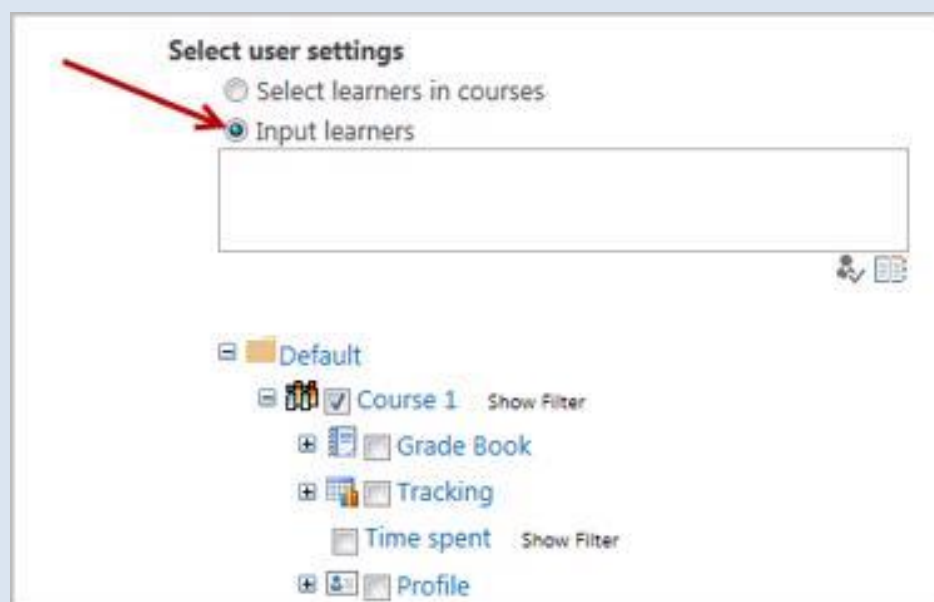 Select user settings
Select learners in courses
Input learners
Default
Course 1 Show Filter
Grade Book
Tracking
Time spent Show Filter
Profile